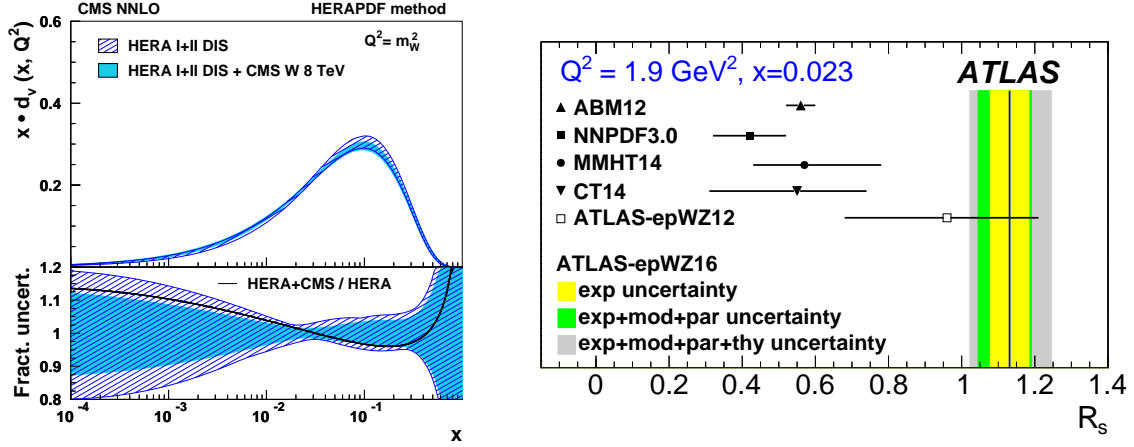 CMS NNLO HERAPDF method
0.6
HERA I+II DIS
Q² = m_W²
HERA I+II DIS + CMS W 8 TeV
x • d_v (x, Q²)
0.4
0.2
1.2
HERA+CMS / HERA
Fract. uncert.
1.1
1
0.9
0.8
10⁻⁴ 10⁻³ 10⁻² 10⁻¹
x
Q² = 1.9 GeV², x=0.023
ATLAS
ABM12
NNPDF3.0
MMHT14
CT14
ATLAS-epWZ12
ATLAS-epWZ16
exp uncertainty
exp+mod+par uncertainty
exp+mod+par+thy uncertainty
0 0.2 0.4 0.6 0.8 1 1.2 1.4
R_s